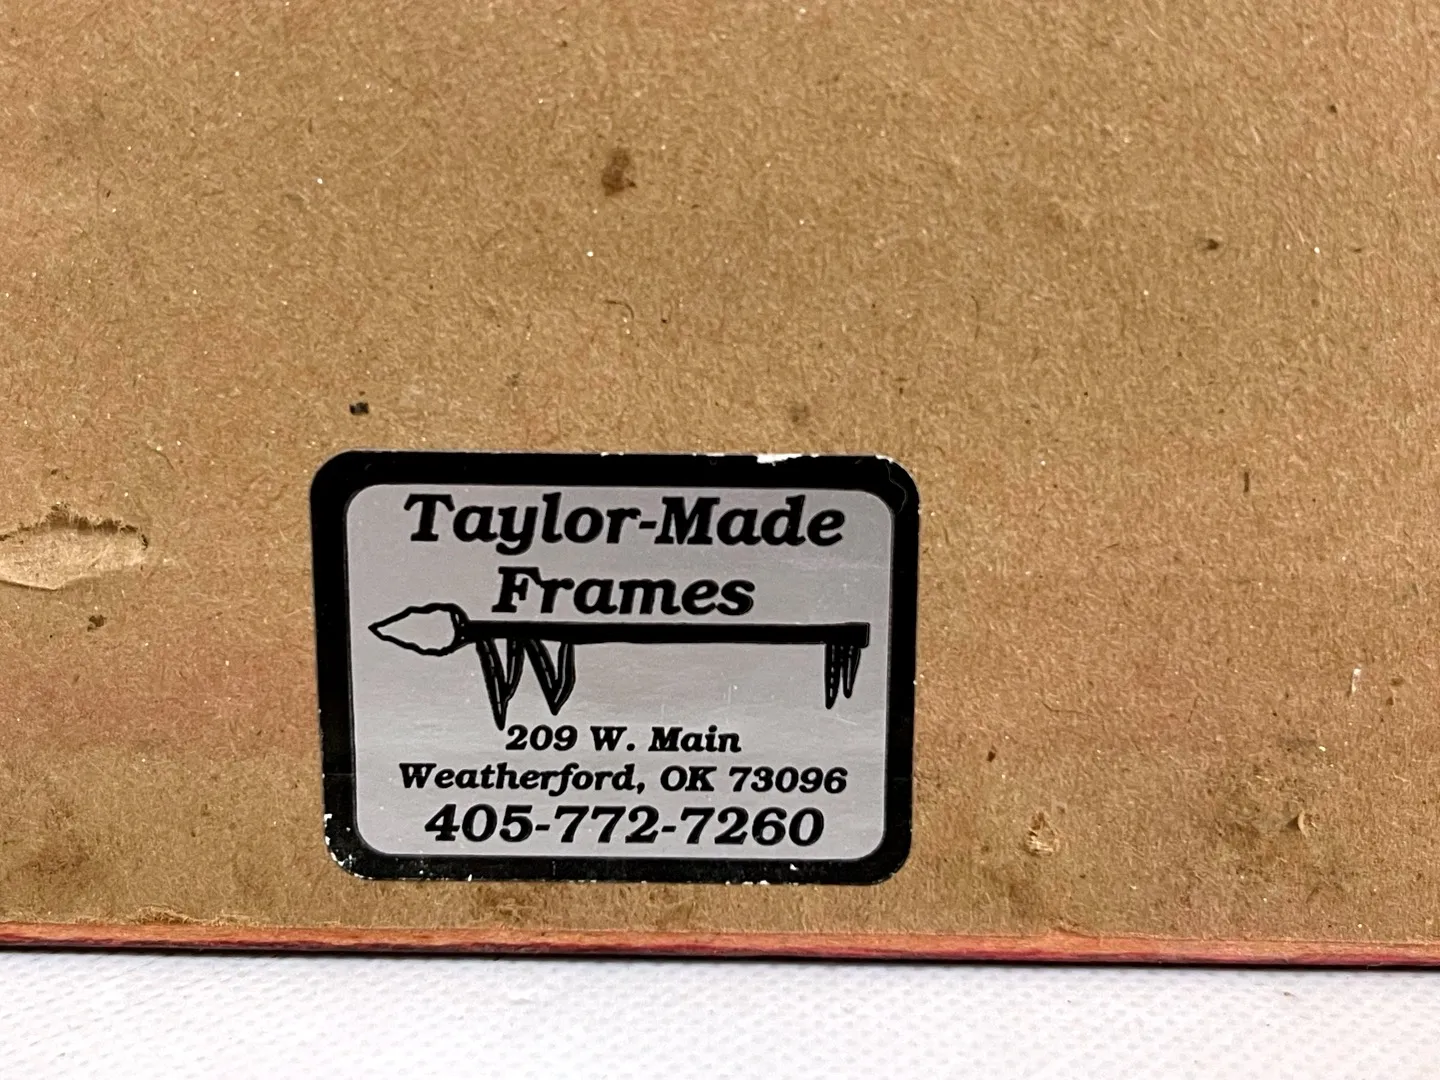 Taylor-Made
Frames
209 W. Main
Weatherford, OK 73096
405-772-7260